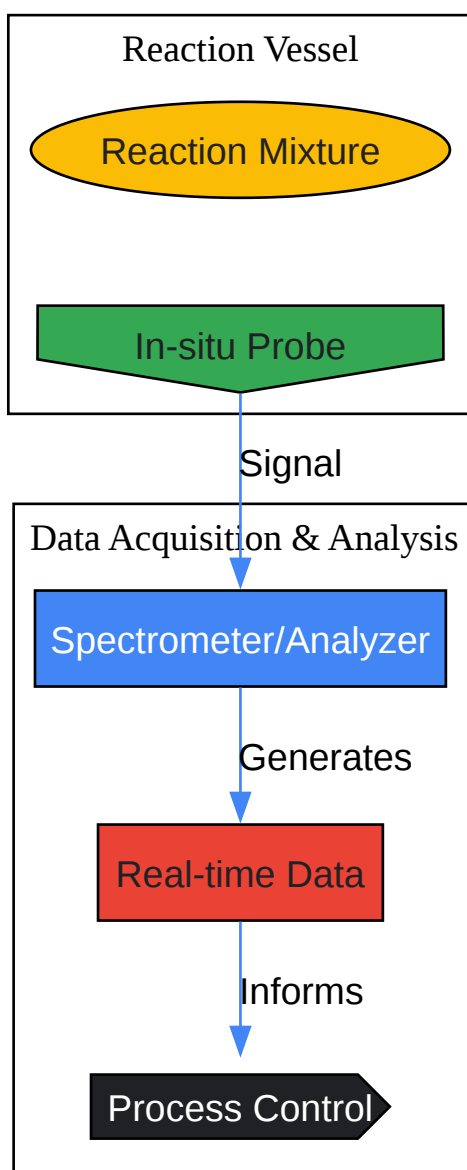 Reaction Vessel
Reaction Mixture
In-situ Probe
Signal
Data Acquisition & Analysis
Spectrometer/Analyzer
Generates
Real-time Data
Informs
Process Control